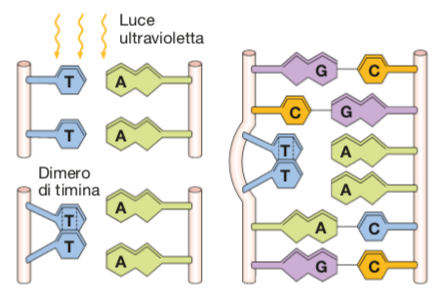 Luce
ultravioletta
T A
T A
Dimero
di timina
T A
T A
G C
C G
T A
T A
A C
G C